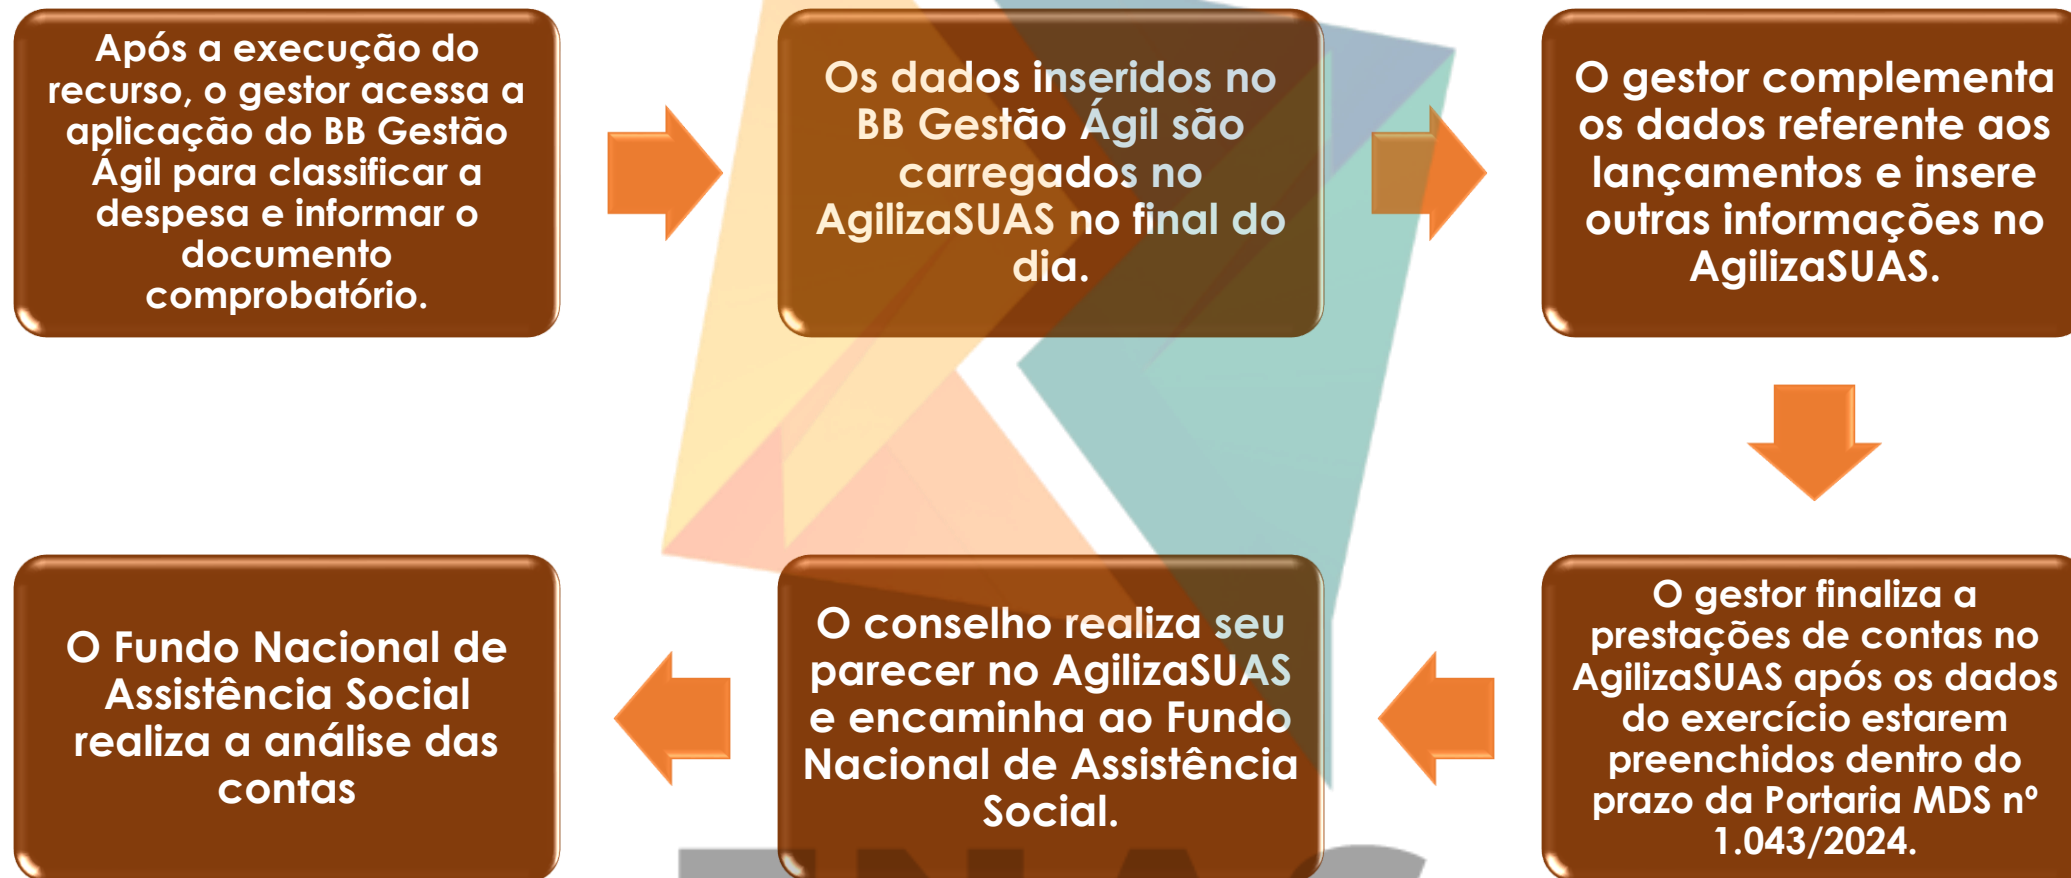 Após a execução do
recurso, o gestor acessa a
aplicação do BB Gestão
Ágil para classificar a
despesa e informar o
documento
comprobatório.
Os dados inseridos no
BB Gestão Ágil são
carregados no
AgilizaSUAS no final do
dia.
O gestor complementa
os dados referente aos
lançamentos e insere
outras informações no
AgilizaSUAS.
O gestor finaliza a
prestações de contas no
AgilizaSUAS após os dados
do exercício estarem
preenchidos dentro do
prazo da Portaria MDS nº
1.043/2024.
O conselho realiza seu
parecer no AgilizaSUAS
e encaminha ao Fundo
Nacional de Assistência
Social.
O Fundo Nacional de
Assistência Social
realiza a análise das
contas